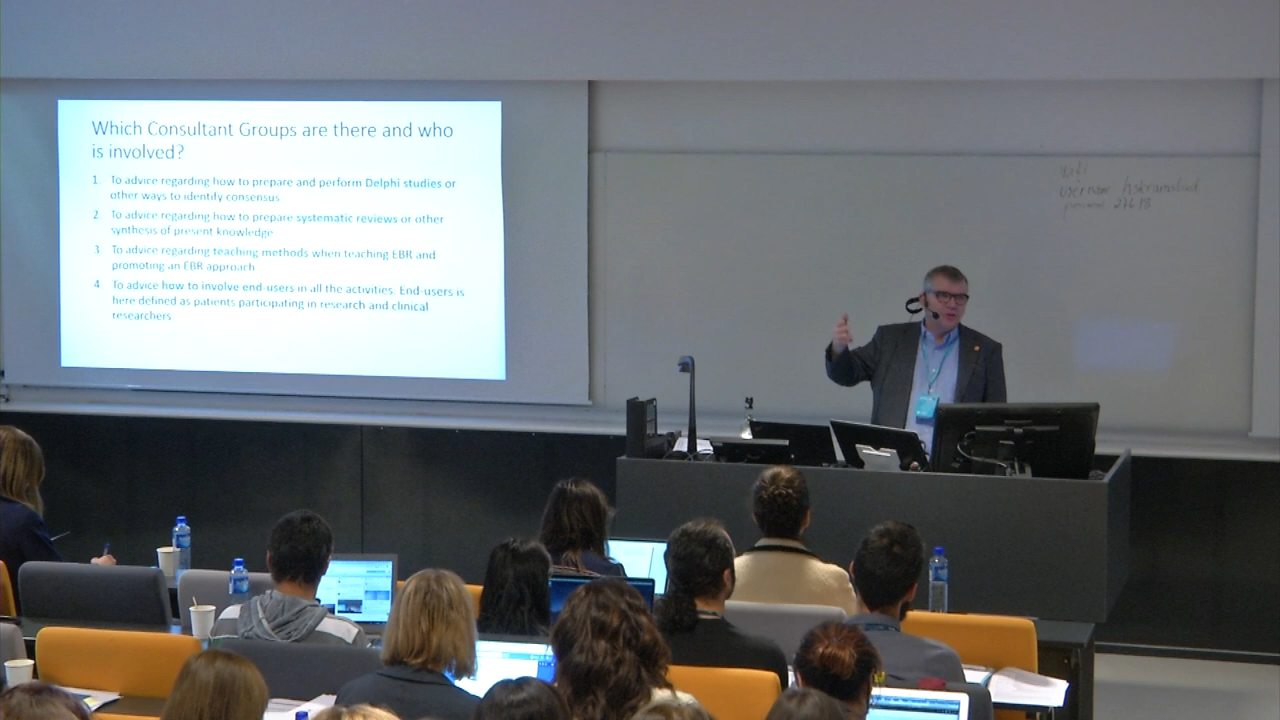 Which Consultant Groups are there and who
is involved?
1. To advice regarding how to prepare and perform Delphi studies or
other ways to identify consensus
2. To advice regarding how to prepare systematic reviews or other
synthesis of present knowledge
3. To advice regarding teaching methods when teaching EBR and
promoting an EBR approach
4. To advice how to involve end-users in all the activities. End-users is
here defined as patients participating in research and clinical
researchers
username